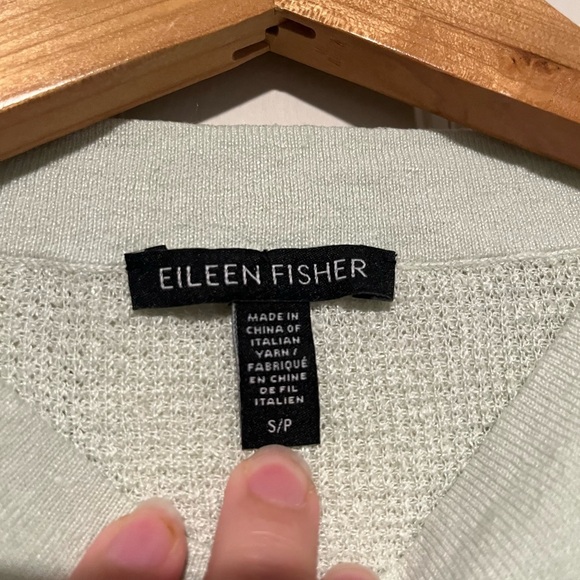 EILEEN FISHER
MADE IN
CHINA OF
ITALIAN
YARN /
FABRIQUÉ
EN CHINE
DE FIL
ITALIEN
S/P